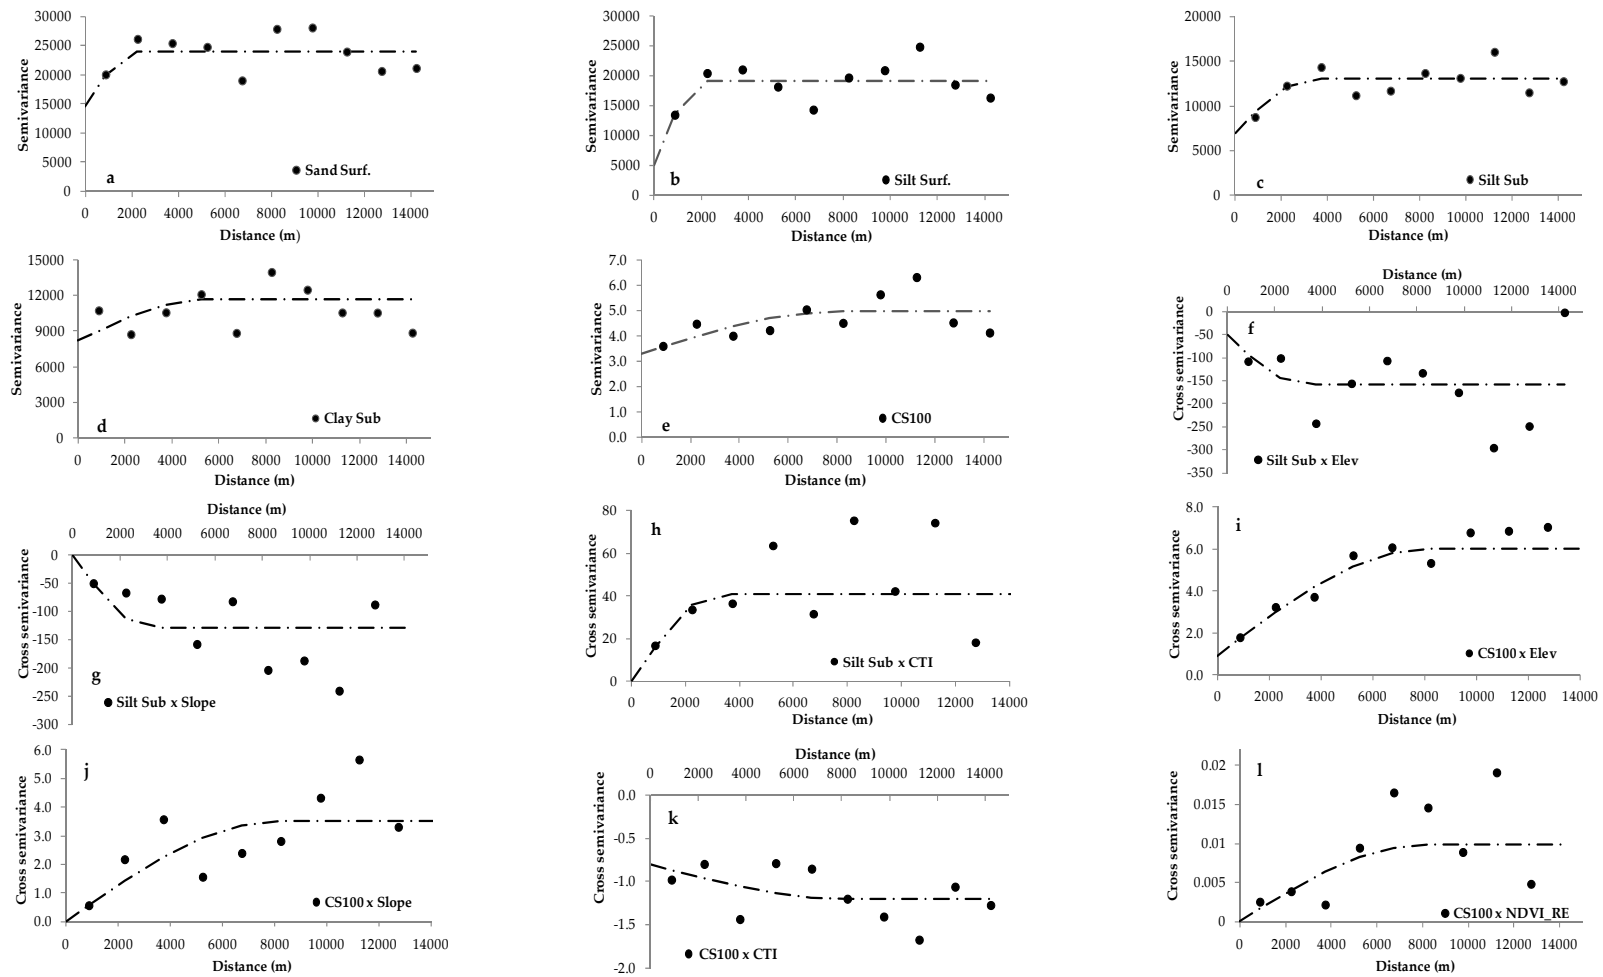 30000
25000
20000
15000
10000
5000
0
Semivariance
a
Sand Surf.
0 2000 4000 6000 8000 10000 12000 14000
Distance (m)
30000
25000
20000
15000
10000
5000
0
Semivariance
b
Silt Surf.
0 2000 4000 6000 8000 10000 12000 14000
Distance (m)
20000
15000
10000
5000
0
Semivariance
c
Silt Sub
0 2000 4000 6000 8000 10000 12000 14000
Distance (m)
15000
12000
9000
6000
3000
0
Semivariance
d
Clay Sub
0 2000 4000 6000 8000 10000 12000 14000
Distance (m)
7.0
6.0
5.0
4.0
3.0
2.0
1.0
0.0
Semivariance
e
CS100
0 2000 4000 6000 8000 10000 12000 14000
Distance (m)
Distance (m)
0 2000 4000 6000 8000 10000 12000 14000
0
-50
-100
-150
-200
-250
-300
-350
Cross semivariance
f
Silt Sub x Elev
Distance (m)
0 2000 4000 6000 8000 10000 12000 14000
0
-50
-100
-150
-200
-250
-300
Cross semivariance
g
Silt Sub x Slope
80
60
40
20
0
Cross semivariance
h
Silt Sub x CTI
0 2000 4000 6000 8000 10000 12000 14000
Distance (m)
8.0
6.0
4.0
2.0
0.0
Cross semivariance
i
CS100 x Elev
0 2000 4000 6000 8000 10000 12000 14000
Distance (m)
6.0
5.0
4.0
3.0
2.0
1.0
0.0
Cross semivariance
j
CS100 x Slope
0 2000 4000 6000 8000 10000 12000 14000
Distance (m)
Distance (m)
0 2000 4000 6000 8000 10000 12000 14000
0.0
-0.5
-1.0
-1.5
-2.0
Cross semivariance
k
CS100 x CTI
0.02
0.015
0.01
0.005
0
Cross semivariance
l
CS100 x NDVI_RE
0 2000 4000 6000 8000 10000 12000 14000
Distance (m)